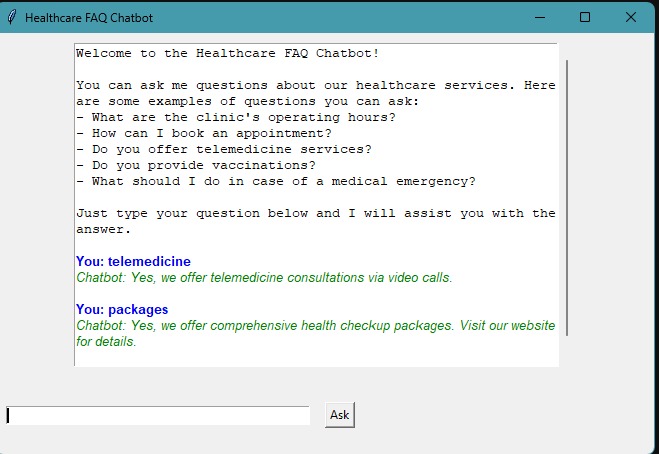 Healthcare FAQ Chatbot
Welcome to the Healthcare FAQ Chatbot!
You can ask me questions about our healthcare services. Here
are some examples of questions you can ask:
- What are the clinic's operating hours?
- How can I book an appointment?
- Do you offer telemedicine services?
- Do you provide vaccinations?
- What should I do in case of a medical emergency?
Just type your question below and I will assist you with the
answer.
You: telemedicine
Chatbot: Yes, we offer telemedicine consultations via video calls.
You: packages
Chatbot: Yes, we offer comprehensive health checkup packages. Visit our website
for details.
Ask